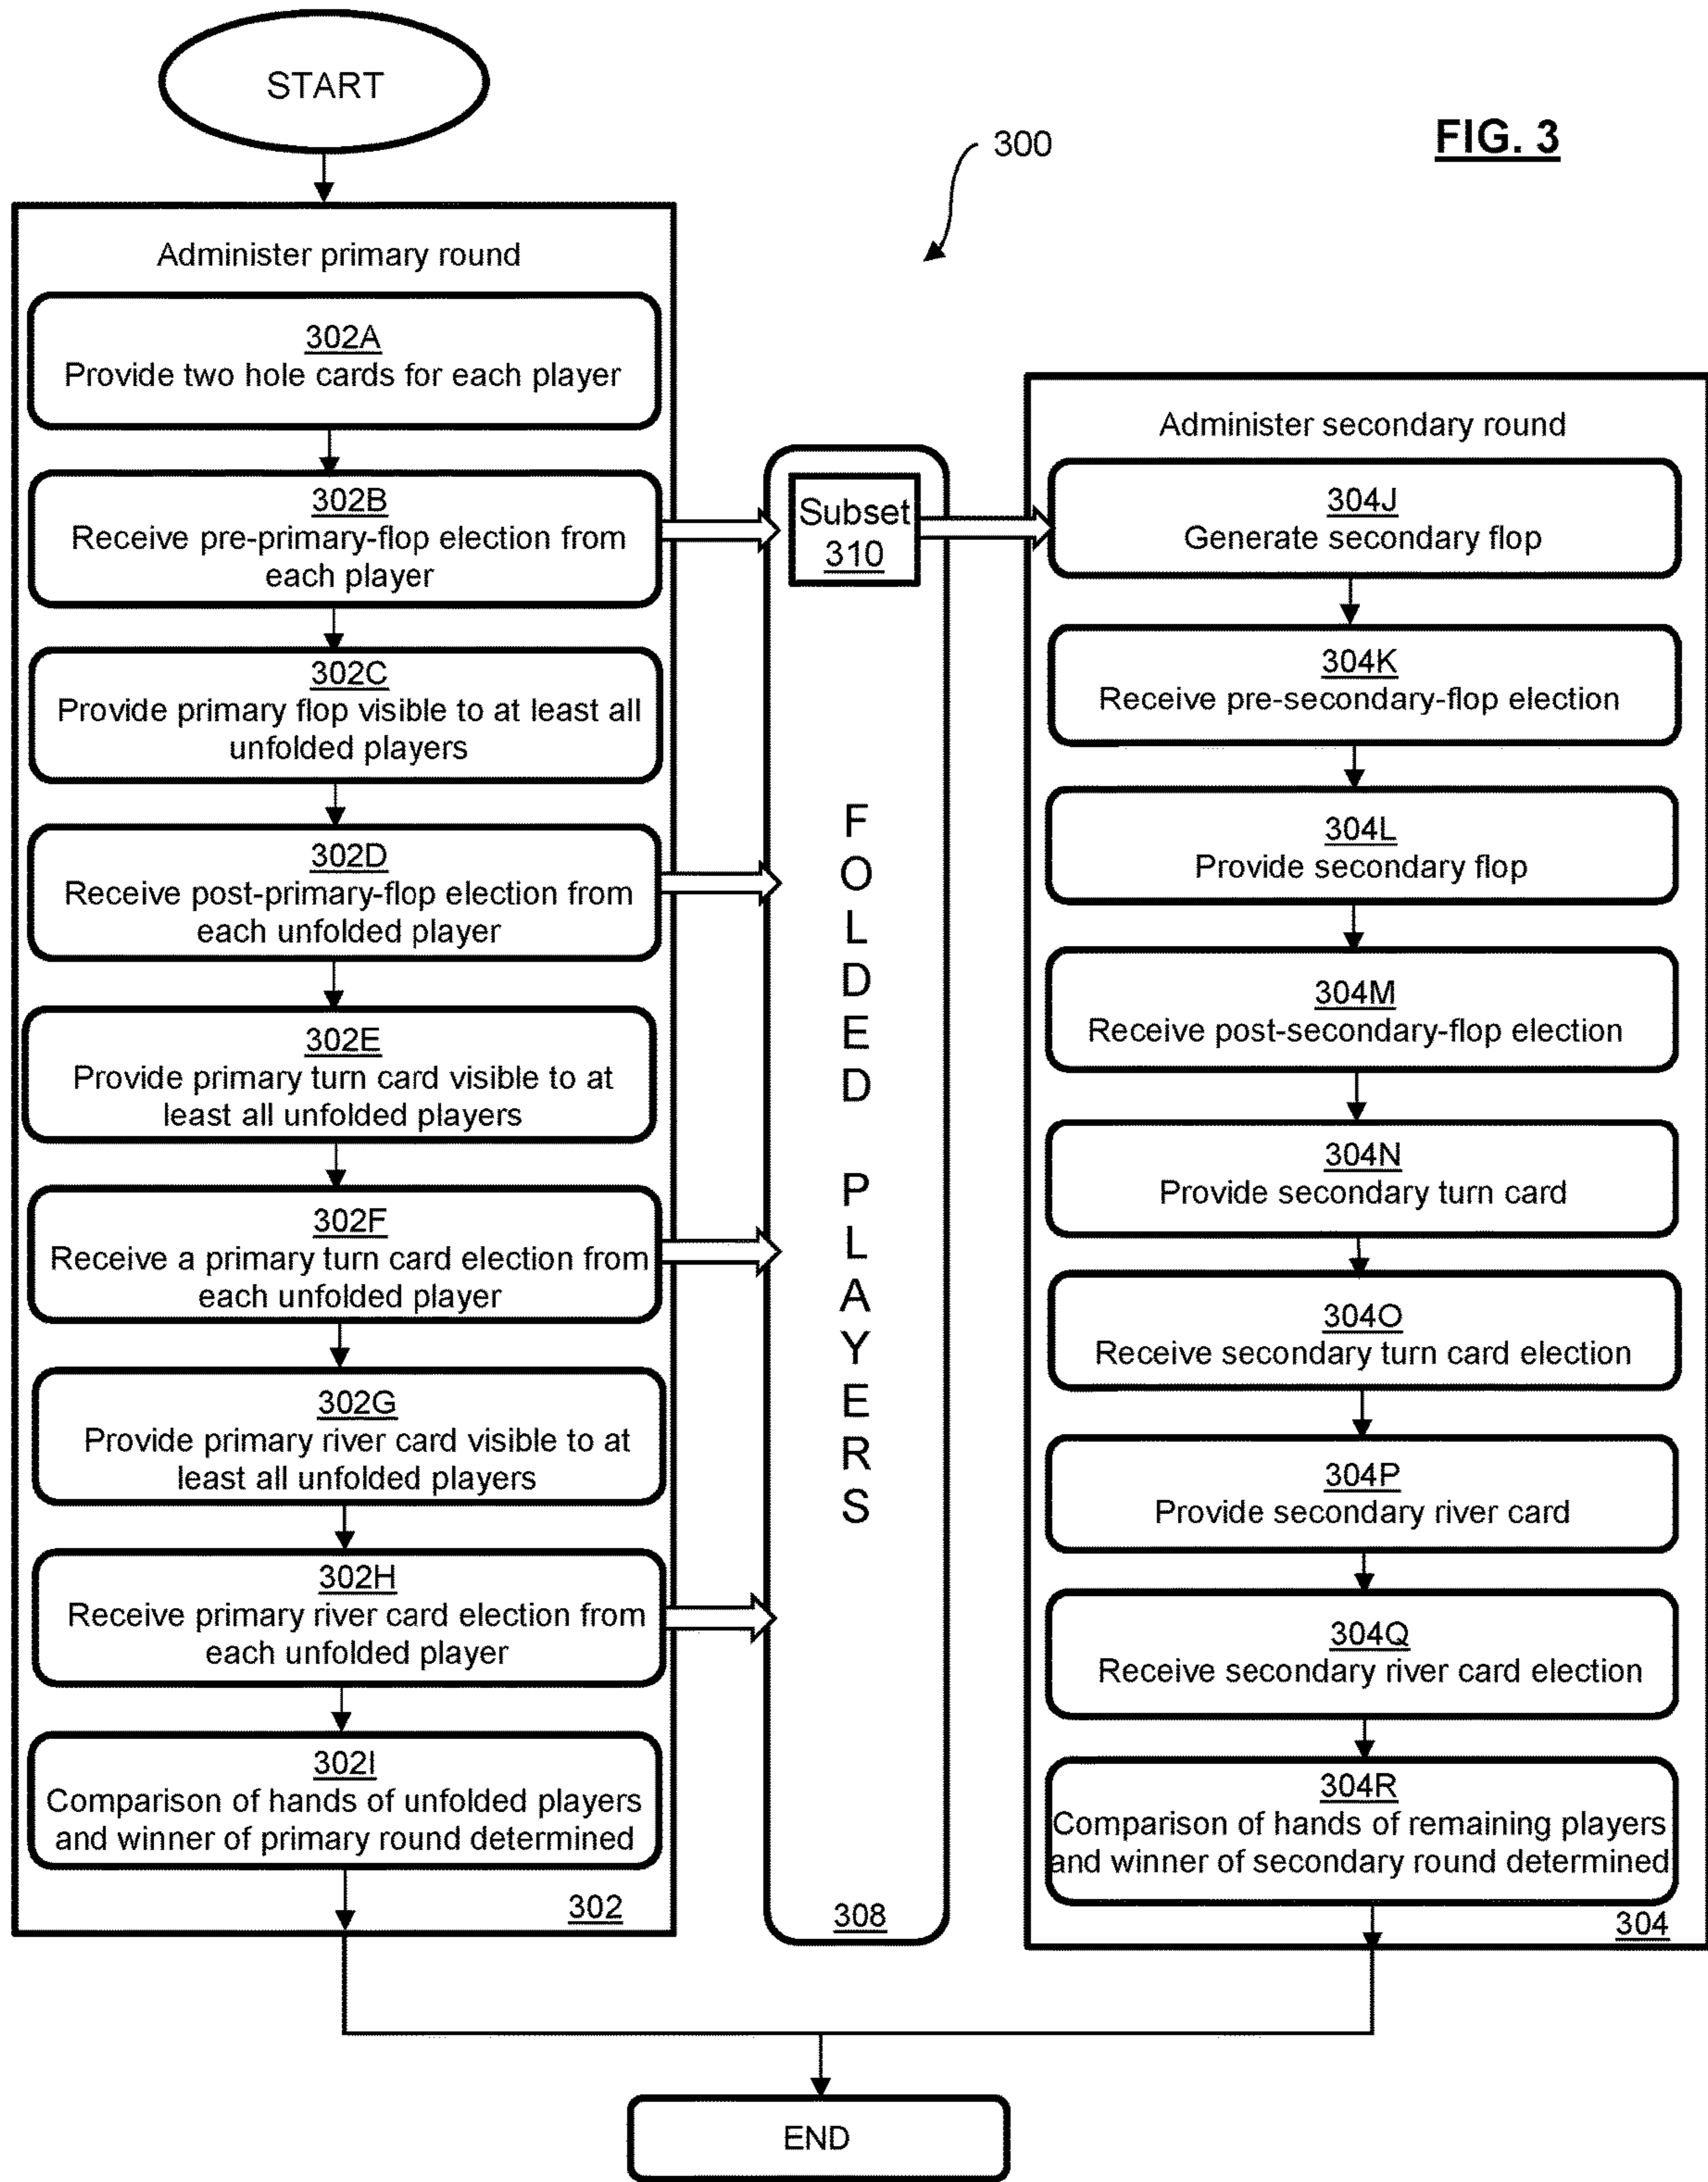 START
300
FIG. 3
Administer primary round
302A
Provide two hole cards for each player
302B
Receive pre-primary-flop election from
each player
302C
Provide primary flop visible to at least all
unfolded players
302D
Receive post-primary-flop election from
each unfolded player
302E
Provide primary turn card visible to at
least all unfolded players
302F
Receive a primary turn card election from
each unfolded player
302G
Provide primary river card visible to at
least all unfolded players
302H
Receive primary river card election from
each unfolded player
302I
Comparison of hands of unfolded players
and winner of primary round determined
302
Subset
310
FOLDED PLAYERS
308
Administer secondary round
304J
Generate secondary flop
304K
Receive pre-secondary-flop election
304L
Provide secondary flop
304M
Receive post-secondary-flop election
304N
Provide secondary turn card
304O
Receive secondary turn card election
304P
Provide secondary river card
304Q
Receive secondary river card election
304R
Comparison of hands of remaining players
and winner of secondary round determined
304
END